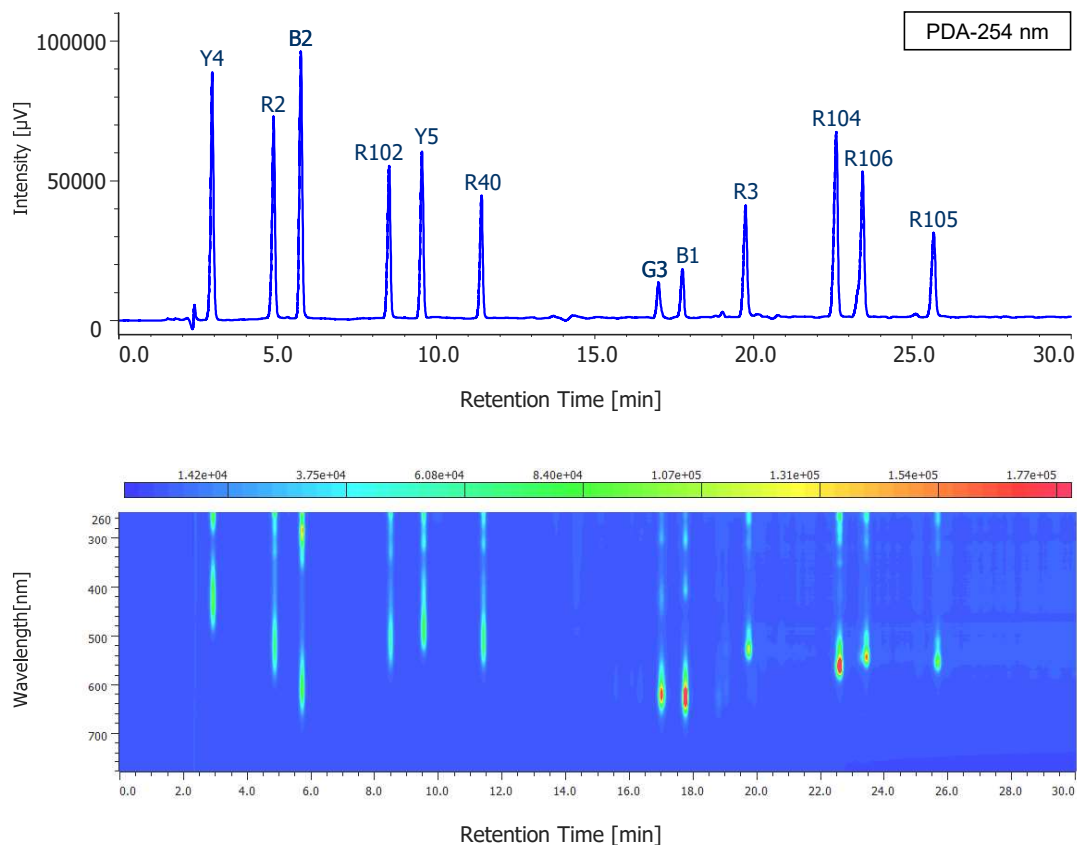 PDA-254 nm
100000
50000
0
Intensity [µV]
Y4
R2
B2
R102
Y5
R40
G3
B1
R3
R104
R106
R105
0.0 5.0 10.0 15.0 20.0 25.0 30.0
Retention Time [min]
1.42e+04 3.75e+04 6.08e+04 8.40e+04 1.07e+05 1.31e+05 1.54e+05 1.77e+05
260
300
400
500
600
700
Wavelength[nm]
0.0 2.0 4.0 6.0 8.0 10.0 12.0 14.0 16.0 18.0 20.0 22.0 24.0 26.0 28.0 30.0
Retention Time [min]